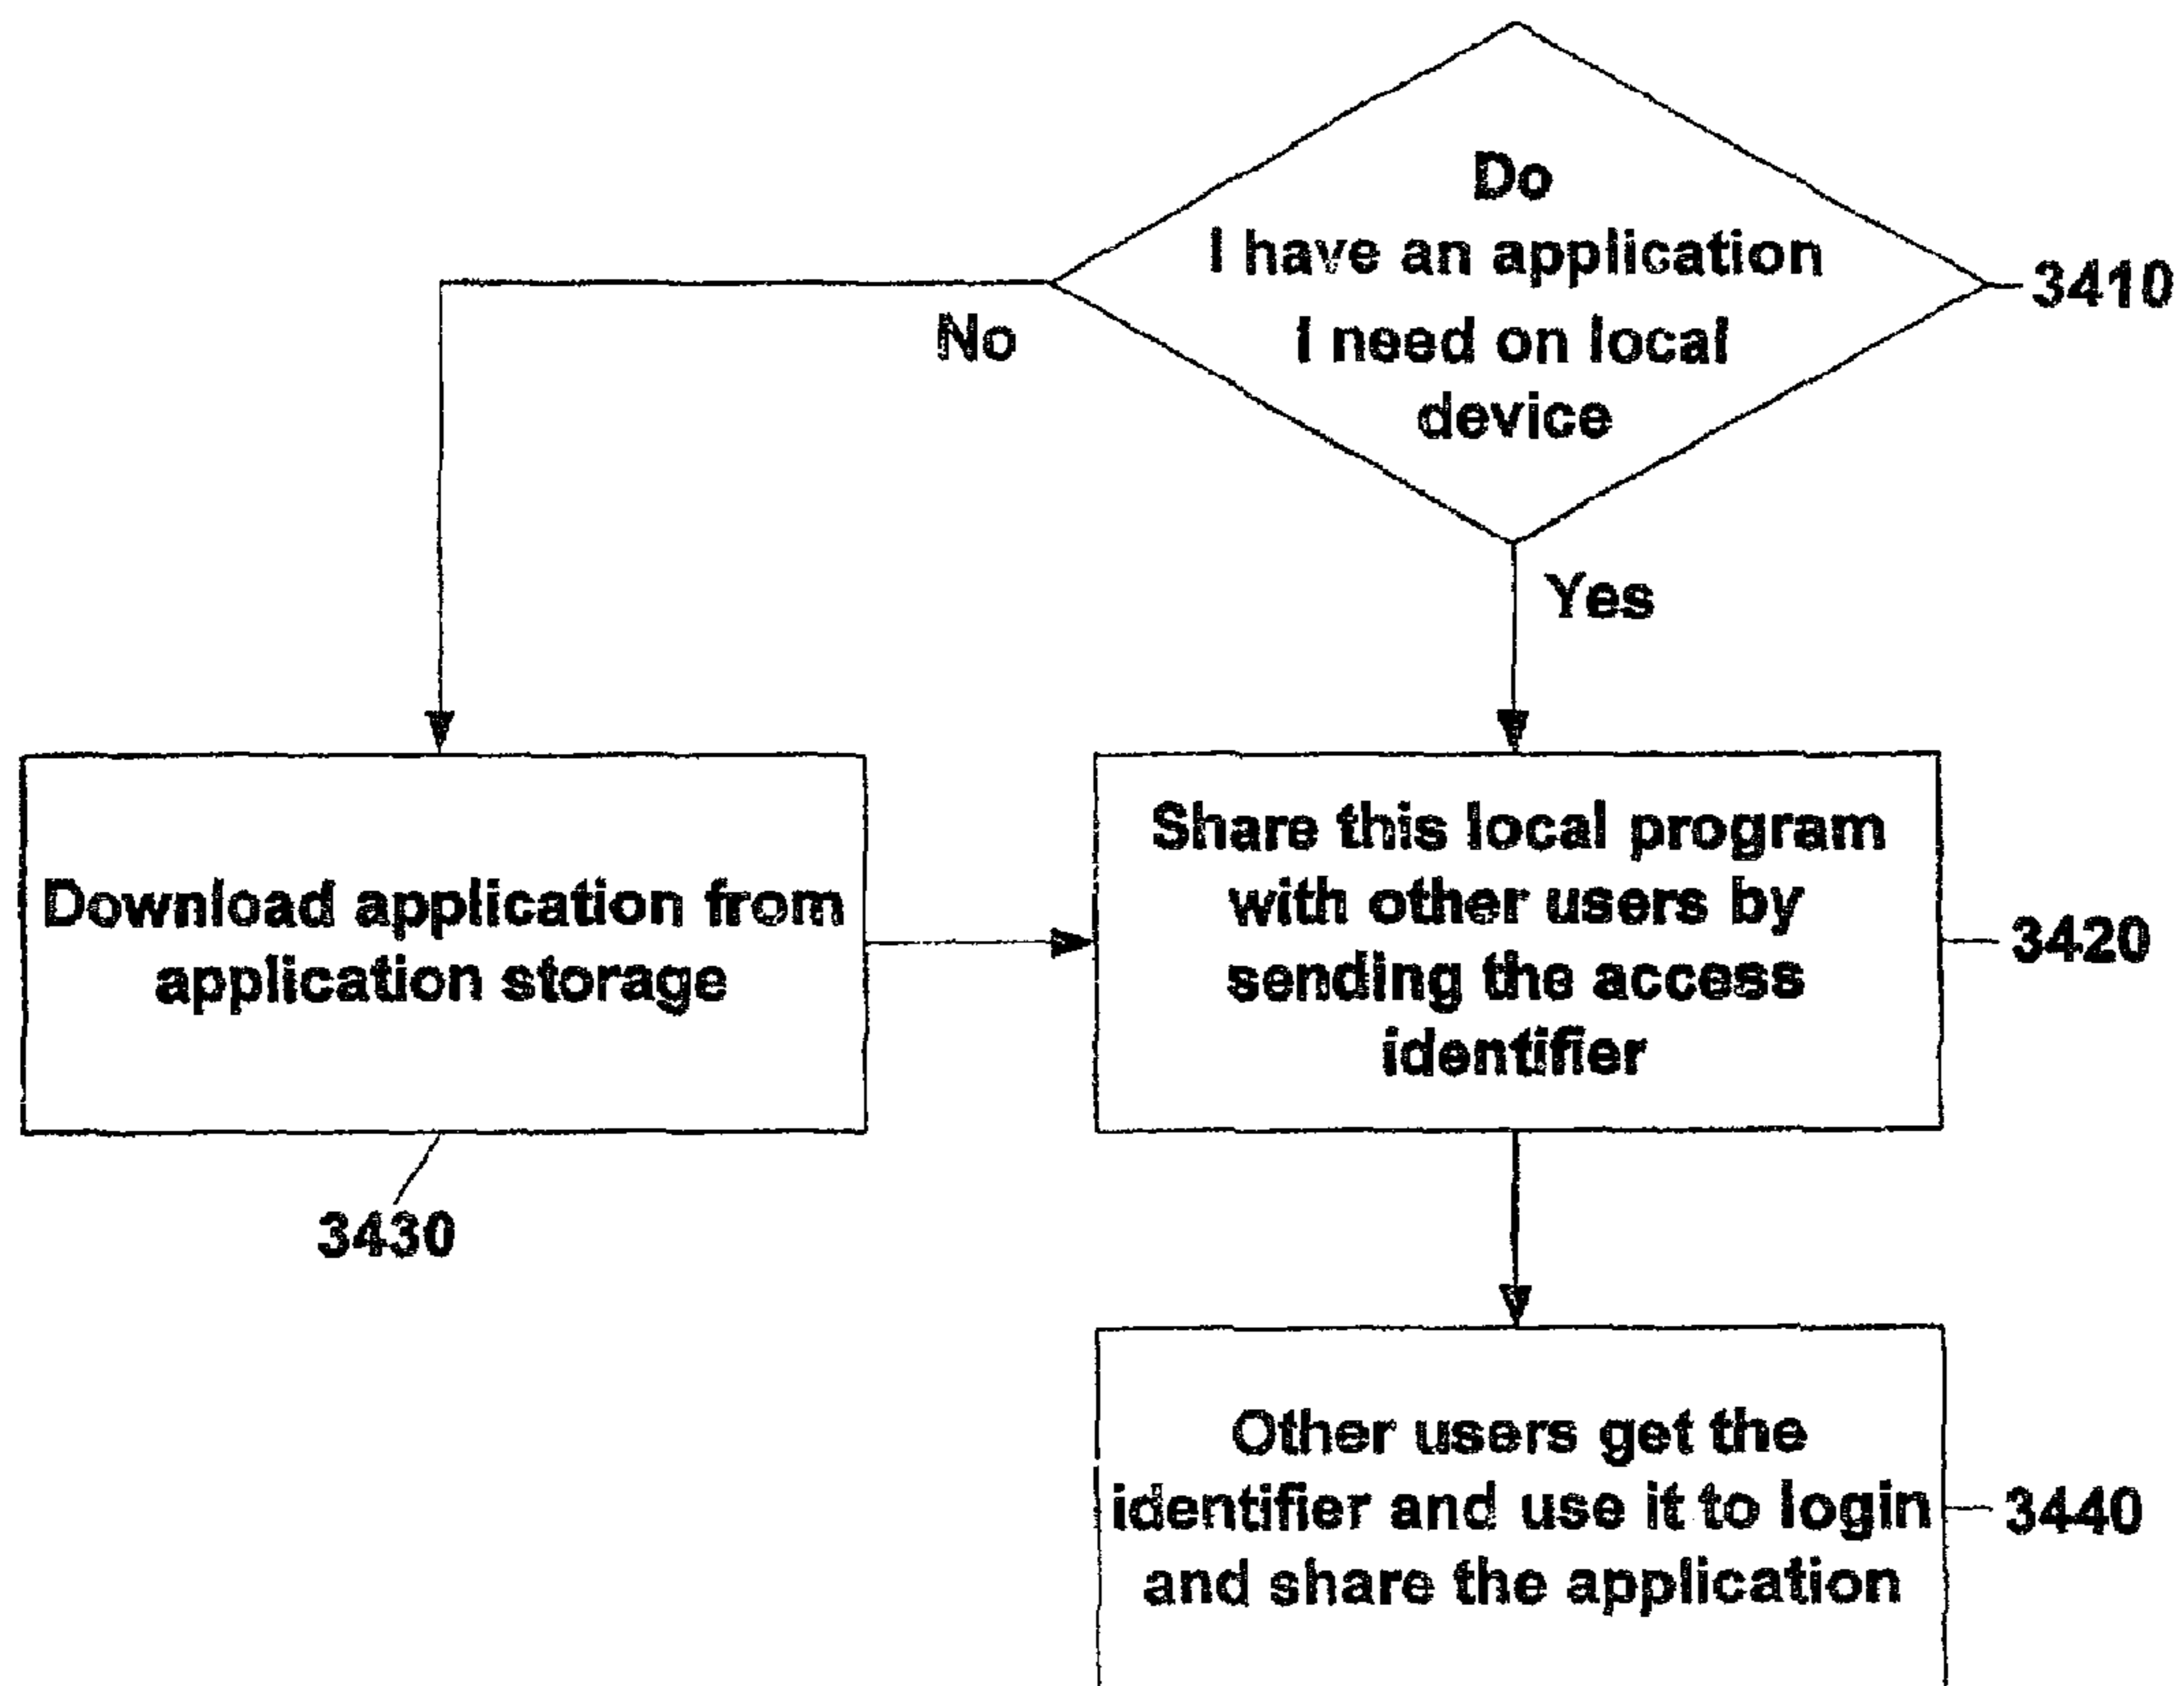 Do
I have an application
I need on local
device
3410
No
Yes
Download application from
application storage
3430
Share this local program
with other users by
sending the access
identifier
3420
Other users get the
identifier and use it to login
and share the application
3440